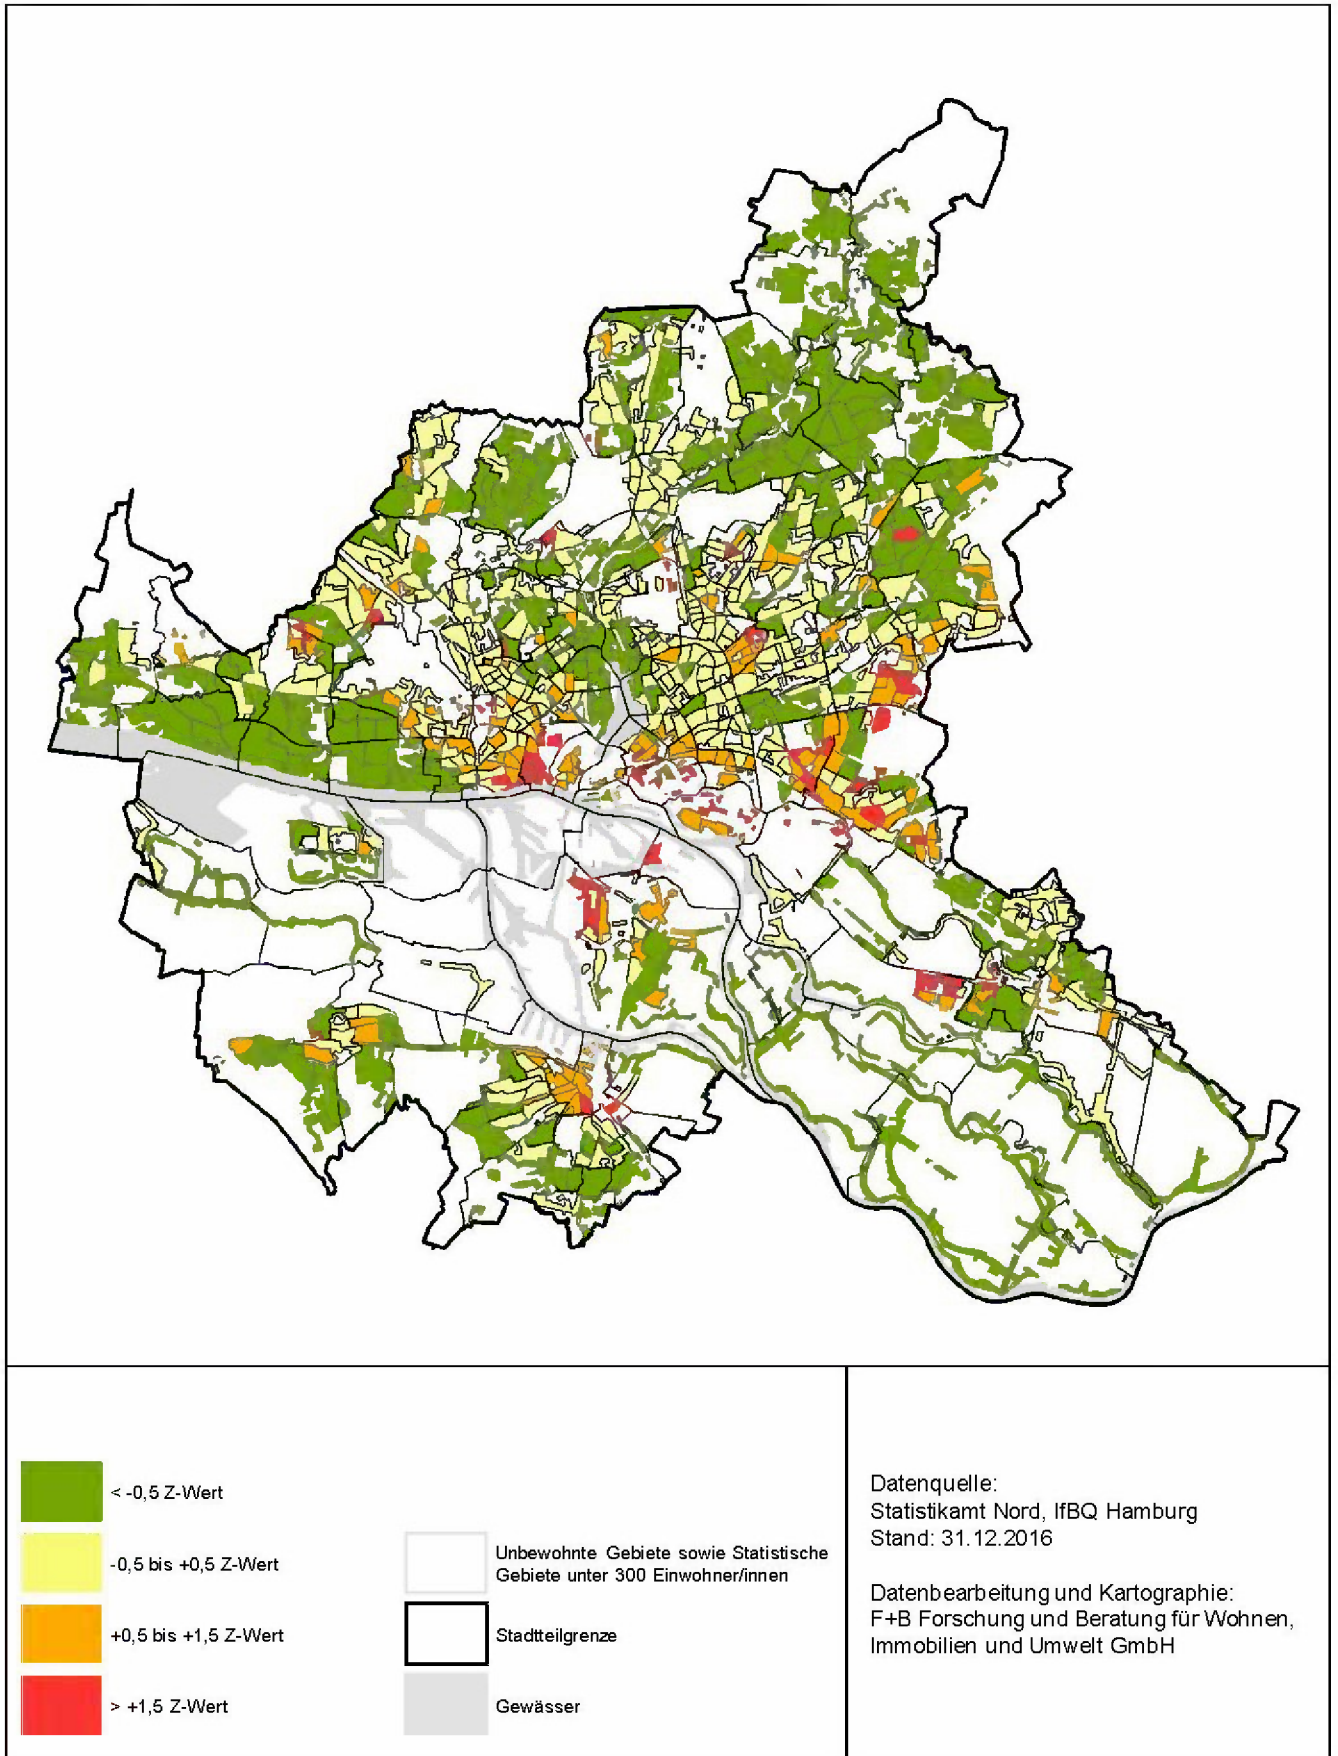 < -0,5 Z-Wert
-0,5 bis +0,5 Z-Wert
+0,5 bis +1,5 Z-Wert
> +1,5 Z-Wert
Unbewohnte Gebiete sowie Statistische
Gebiete unter 300 Einwohner/innen
Stadtteilgrenze
Gewässer
Datenquelle:
Statistikamt Nord, IfBQ Hamburg
Stand: 31.12.2016
Datenbearbeitung und Kartographie:
F+B Forschung und Beratung für Wohnen,
Immobilien und Umwelt GmbH